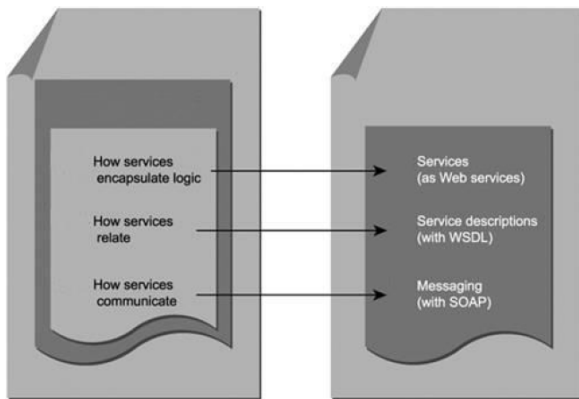 How services
encapsulate logic
Services
(as Web services)
How services
relate
Service descriptions
(with WSDL)
How services
communicate
Messaging
(with SOAP)